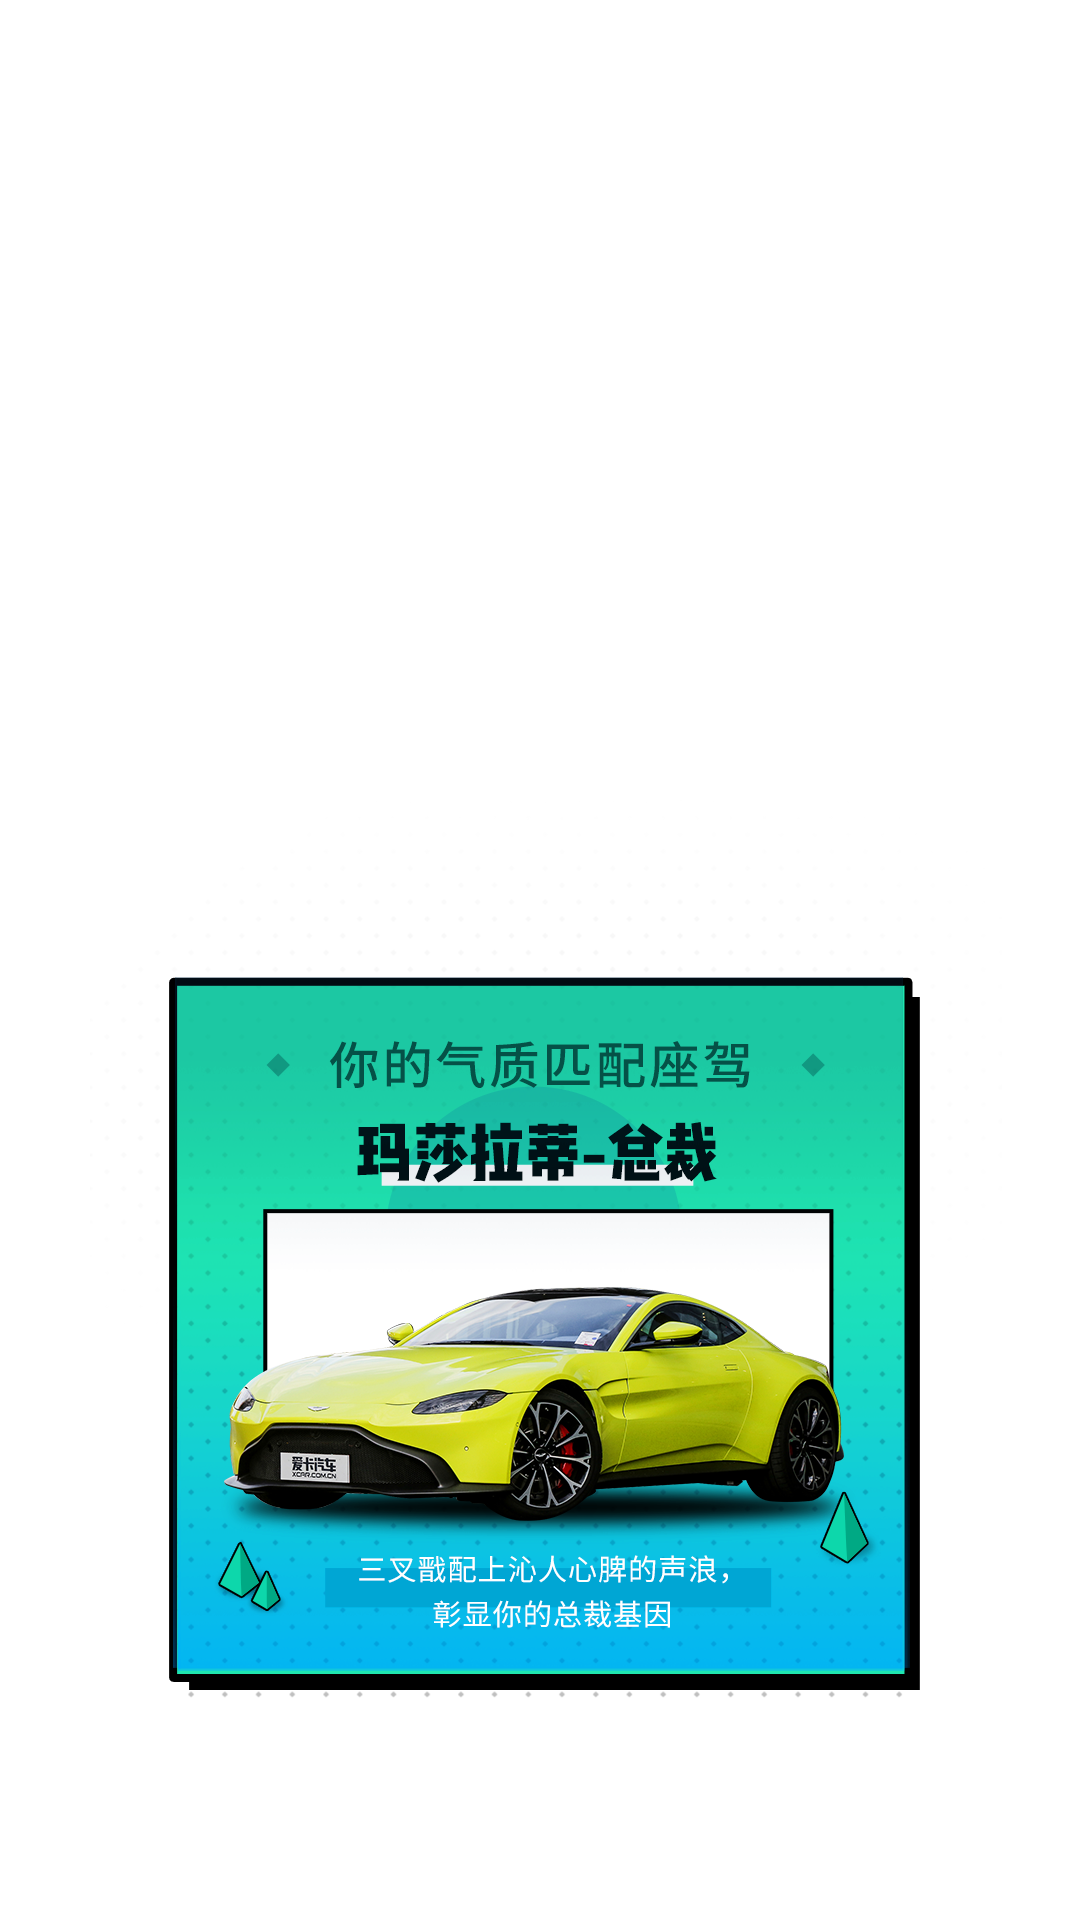 你的气质匹配座驾
玛莎拉蒂-总裁
爱卡汽车
XCAR.COM.CN
三叉戬配上沁人心脾的声浪，
彰显你的总裁基因